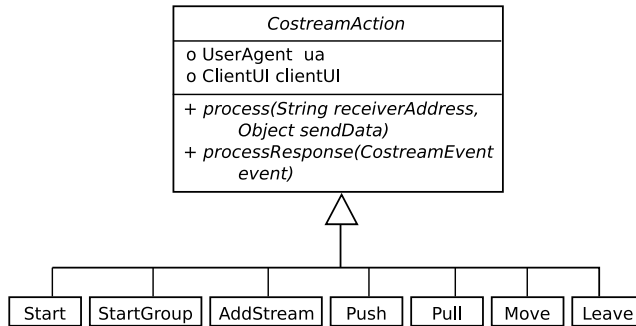 CostreamAction
o UserAgent ua
o ClientUI clientUI
+ process(String receiverAddress,
Object sendData)
+ processResponse(CostreamEvent
event)
Start StartGroup AddStream Push Pull Move Leave